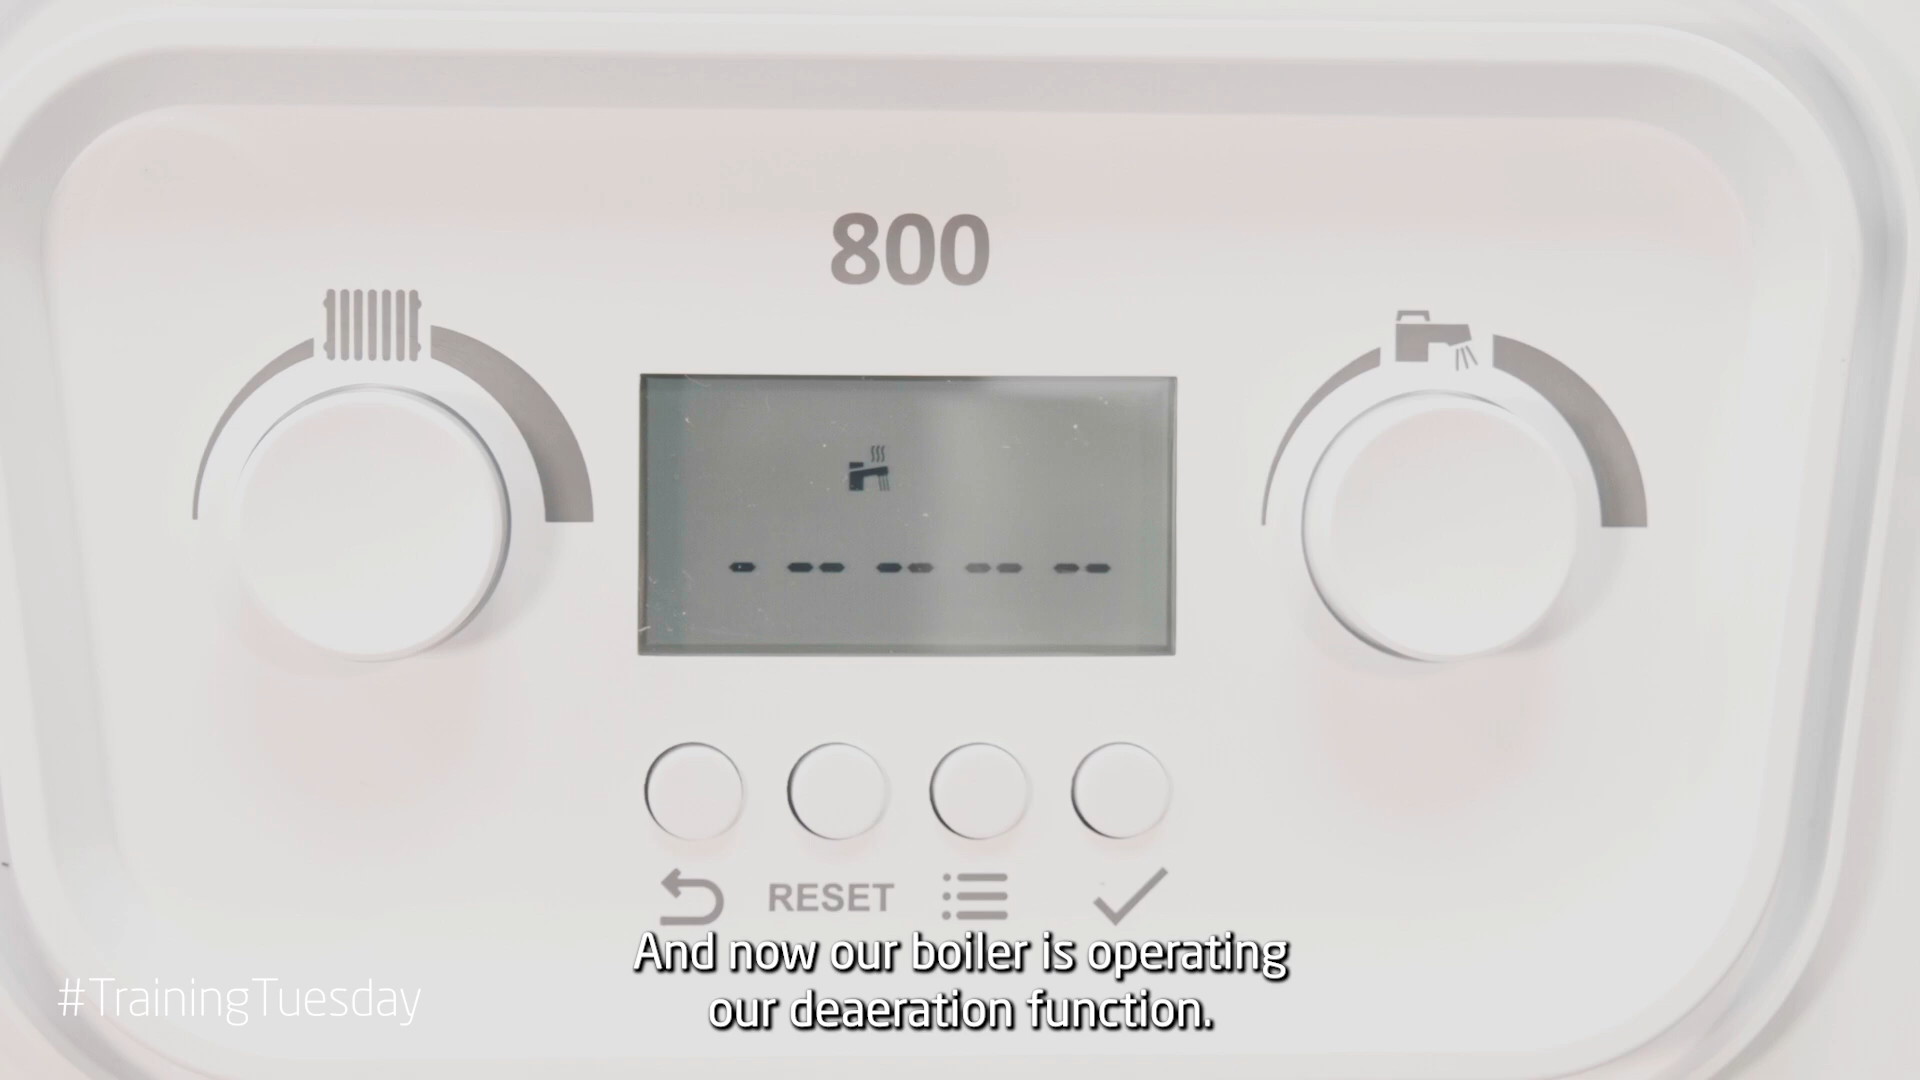 800
RESET
And now our boiler is operating
our deaeration function.
#TrainingTuesday